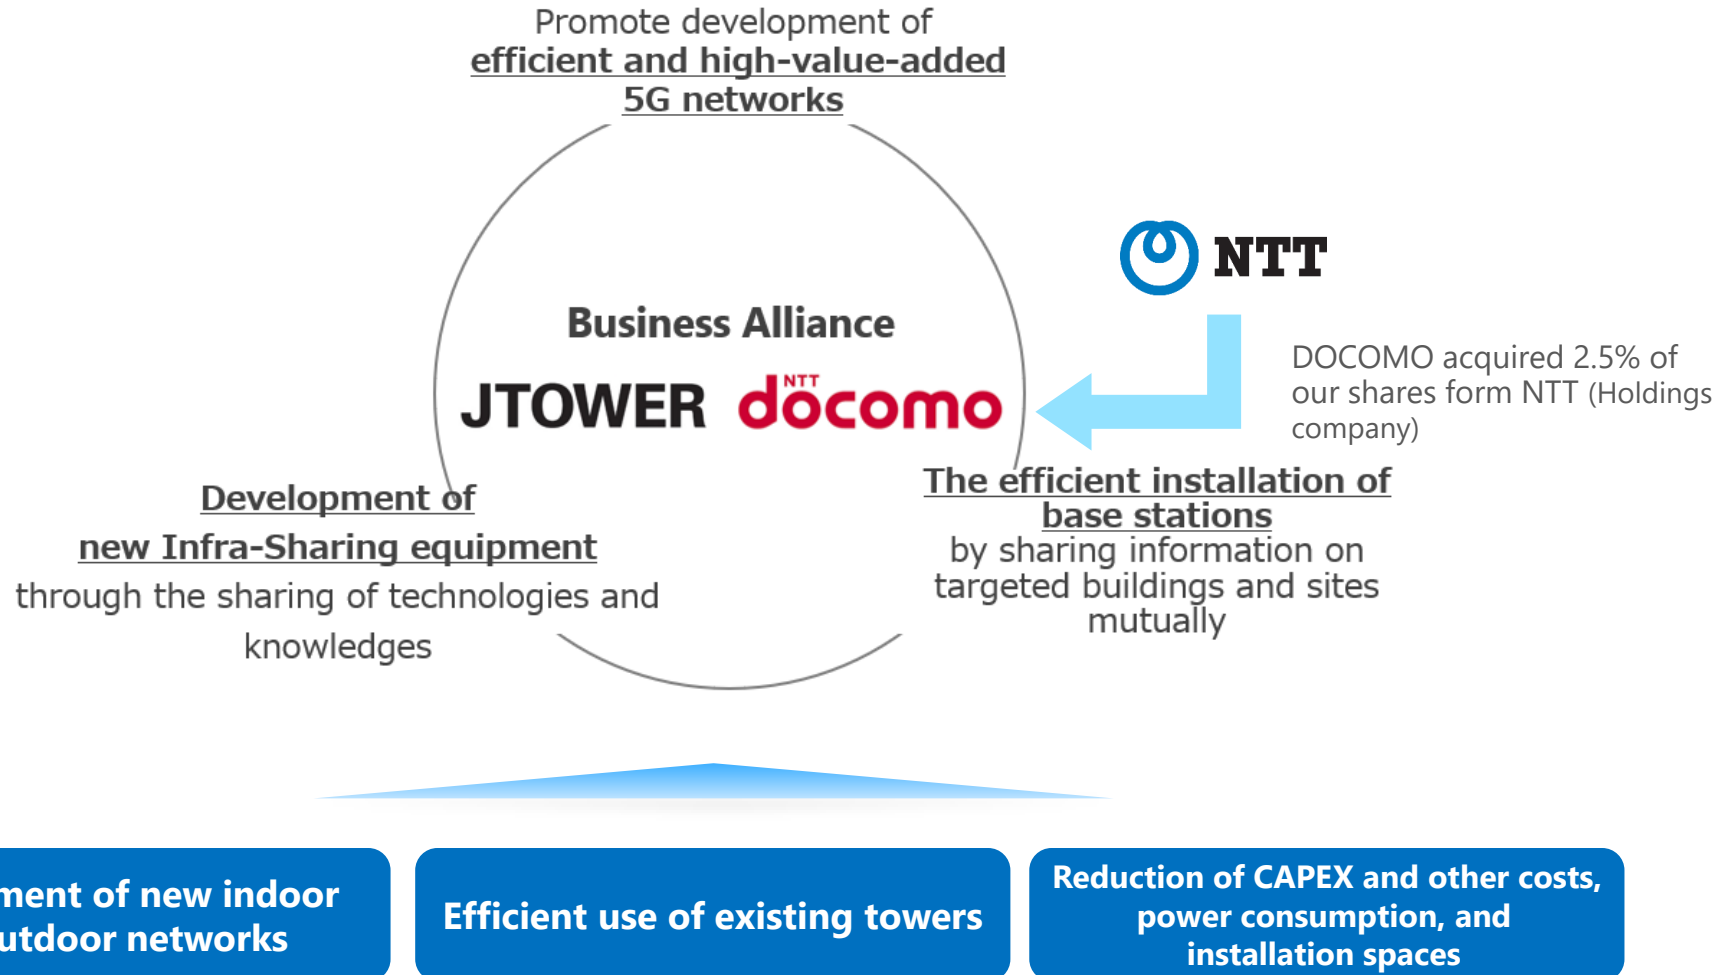 Promote development of
efficient and high-value-added
5G networks
NTT
Business Alliance
JTOWER NTT docomo
DOCOMO acquired 2.5% of
our shares form NTT (Holdings
company)
Development of
new Infra-Sharing equipment
through the sharing of technologies and
knowledges
The efficient installation of
base stations
by sharing information on
targeted buildings and sites
mutually
of new indoor
networks
Efficient use of existing towers
Reduction of CAPEX and other costs,
power consumption, and
installation spaces